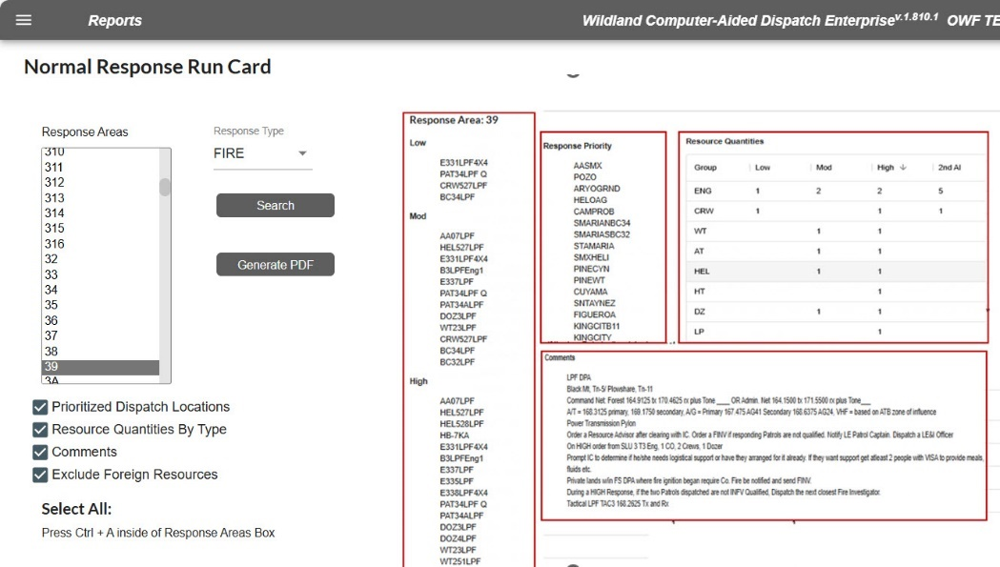 Reports
Wildland Computer-Aided Dispatch Enterprise v.1.810.1 OWF TE
Normal Response Run Card
Response Areas
310
311
312
313
314
315
316
32
33
34
35
36
37
38
39
3A
Response Type
FIRE
Search
Generate PDF
Prioritized Dispatch Locations
Resource Quantities By Type
Comments
Exclude Foreign Resources
Select All:
Press Ctrl + A inside of Response Areas Box
Response Area: 39
Low
E331LPF4X4
PAT34LPF Q
CRW527LPF
BC34LPF
Mod
AA07LPF
HEL527LPF
E331LPF4X4
B3LPFEng1
E337LPF
PAT34LPF Q
PAT34ALPF
DOZ3LPF
WT23LPF
CRW527LPF
BC34LPF
BC32LPF
High
AA07LPF
HEL527LPF
HEL528LPF
HB-7KA
E331LPF4X4
B3LPFEng1
E337LPF
E335LPF
E338LPF4X4
PAT34LPF Q
PAT34ALPF
DOZ3LPF
DOZ4LPF
WT23LPF
WT251LPF
Response Priority
AASMX
POZO
ARYOGRND
HELOAG
CAMPROB
SMARIANBC34
SMARIASBC32
STAMARIA
SMXHELI
PINECYN
PINEWT
CUYAMA
SNTAYNEZ
FIGUEROA
KINGCITB11
KINGCITY
Resource Quantities
Group Low Mod High ↓ 2nd Al
ENG 1 2 2 5
CRW 1 1 1
WT 1 1
AT 1 1
HEL 1 1
HT 1
DZ 1 1
LP 1
Comments
LPF DPA
Black Mt, Tn-5/ Plowshare, Tn-11
Command Net: Forest 164.9125 tx 170.4625 rx plus Tone ____ OR Admin. Net 164.1500 tx 171.5500 rx plus Tone__
A/T = 168.3125 primary, 169.1750 secondary, A/G = Primary 167.475 AG41 Secondary 168.6375 AG24, VHF = based on ATB zone of influence
Power Transmission Pylon
Order a Resource Advisor after clearing with IC. Order a FINV if responding Patrols are not qualified. Notify LE Patrol Captain. Dispatch a LE&I Officer
On HIGH order from SLU 3 T3 Eng, 1 CO, 2 Crews, 1 Dozer
Prompt IC to determine if he/she needs logistical support or have they arranged for it already. If they want support get atleast 2 people with VISA to provide meals,
fluids etc.
Private lands w/in FS DPA where fire ignition began require Co. Fire be notified and send FINV.
During a HIGH Response, if the two Patrols dispatched are not INFV Qualified, Dispatch the next closest Fire Investigator.
Tactical LPF TAC3 168.2625 Tx and Rx